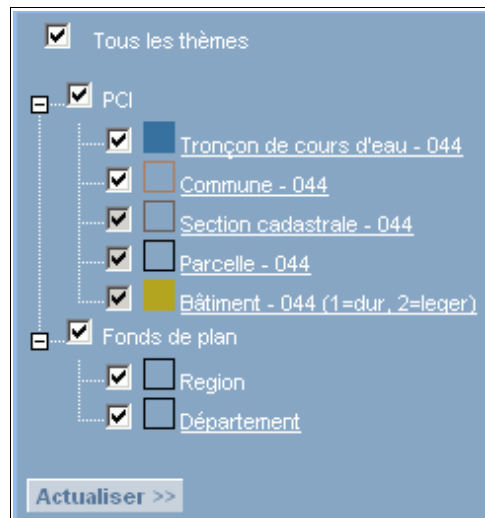 Tous les thèmes
PCI
Tronçon de cours d'eau - 044
Commune - 044
Section cadastrale - 044
Parcelle - 044
Bâtiment - 044 (1=dur, 2=leger)
Fonds de plan
Region
Département
Actualiser >>